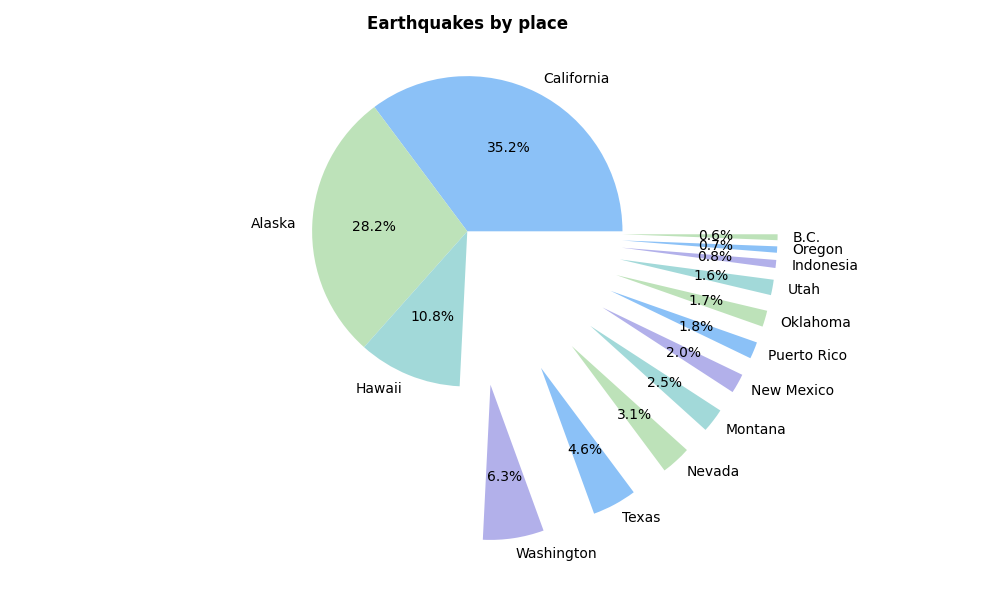 Earthquakes by place
California
35.2%
Alaska
28.2%
Hawaii
10.8%
Washington
6.3%
Texas
4.6%
Nevada
3.1%
Montana
2.5%
New Mexico
2.0%
Puerto Rico
1.8%
Oklahoma
1.7%
Utah
1.6%
Indonesia
0.8%
Oregon
0.7%
B.C.
0.6%